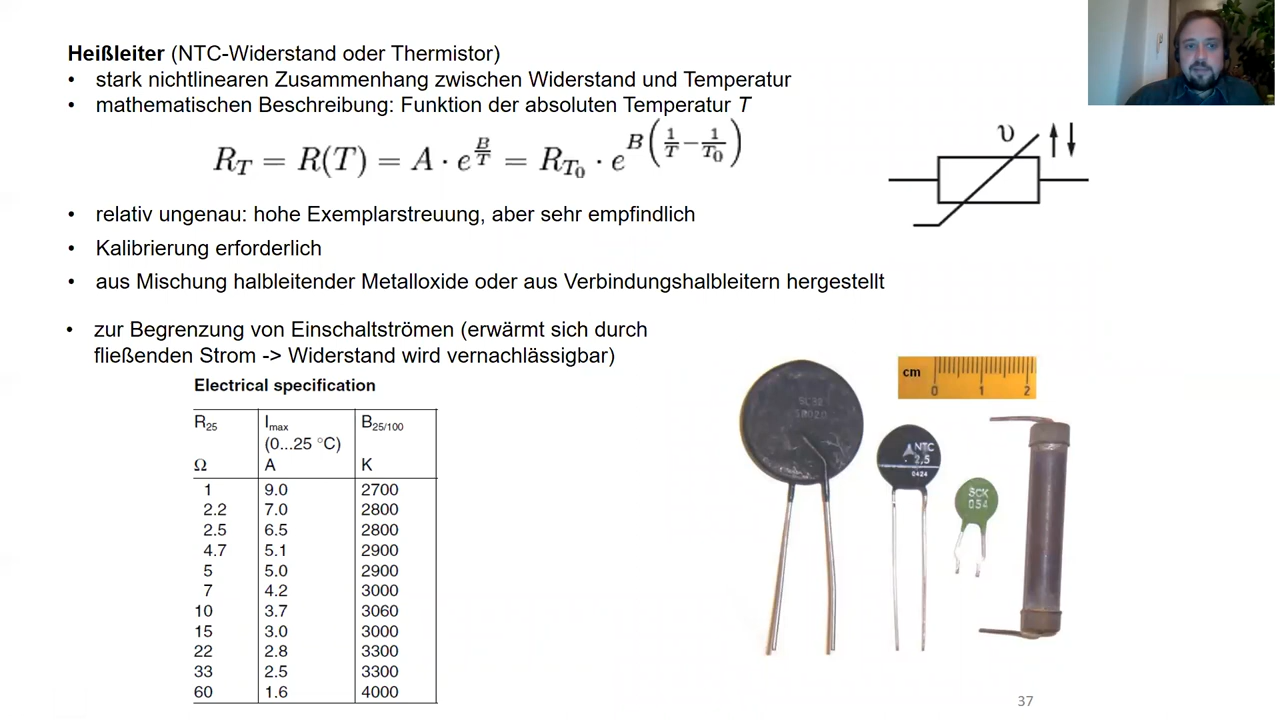 Heißleiter (NTC-Widerstand oder Thermistor)
• stark nichtlinearen Zusammenhang zwischen Widerstand und Temperatur
• mathematischen Beschreibung: Funktion der absoluten Temperatur T
R_T = R(T) = A · e^{B/T} = R_{T_0} · e^{B(1/T − 1/T_0)}
ʋ ↑↓
• relativ ungenau: hohe Exemplarstreuung, aber sehr empfindlich
• Kalibrierung erforderlich
• aus Mischung halbleitender Metalloxide oder aus Verbindungshalbleitern hergestellt
• zur Begrenzung von Einschaltströmen (erwärmt sich durch
fließenden Strom -> Widerstand wird vernachlässigbar)
Electrical specification
R25 Imax B25/100
(0...25 °C)
Ω A K
1 9.0 2700
2.2 7.0 2800
2.5 6.5 2800
4.7 5.1 2900
5 5.0 2900
7 4.2 3000
10 3.7 3060
15 3.0 3000
22 2.8 3300
33 2.5 3300
60 1.6 4000
cm
0 1 2
NTC
2,5
0424
SCK
054
37